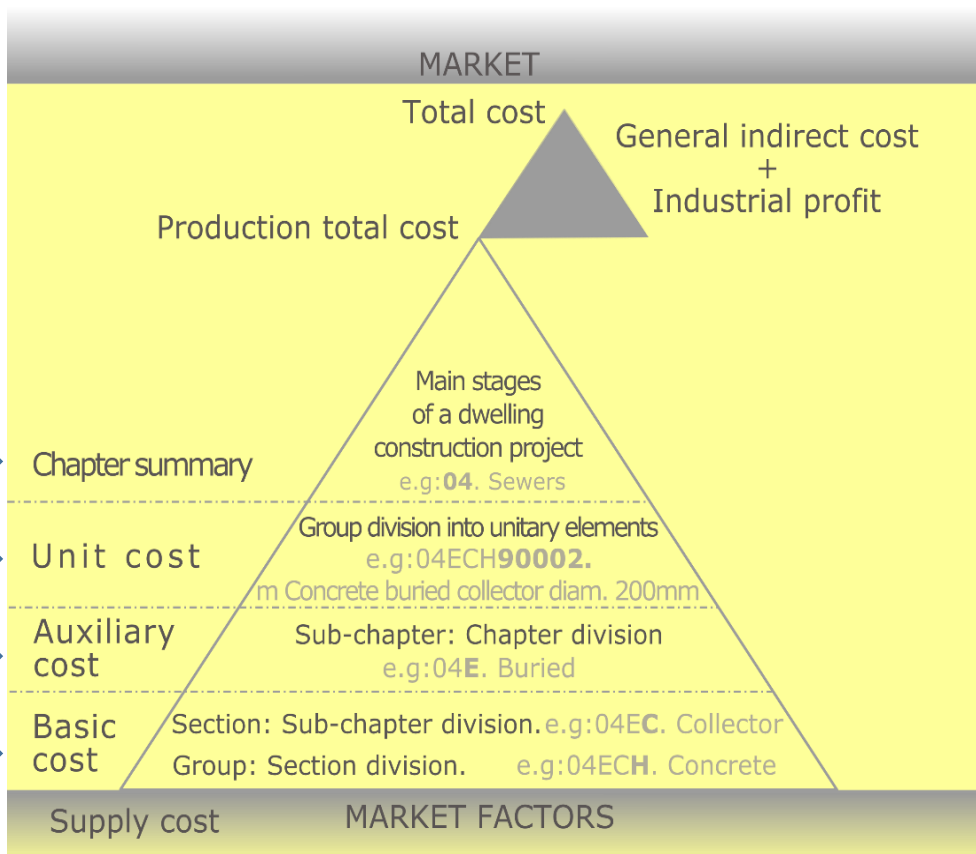 MARKET
Total cost
General indirect cost
+
Industrial profit
Production total cost
Main stages
of a dwelling
construction project
Chapter summary
e.g:04. Sewers
Group division into unitary elements
Unit cost
e.g:04ECH90002.
m Concrete buried collector diam. 200mm
Auxiliary
cost
Sub-chapter: Chapter division
e.g:04E. Buried
Basic
cost
Section: Sub-chapter division. e.g:04EC. Collector
Group: Section division. e.g:04ECH. Concrete
Supply cost
MARKET FACTORS